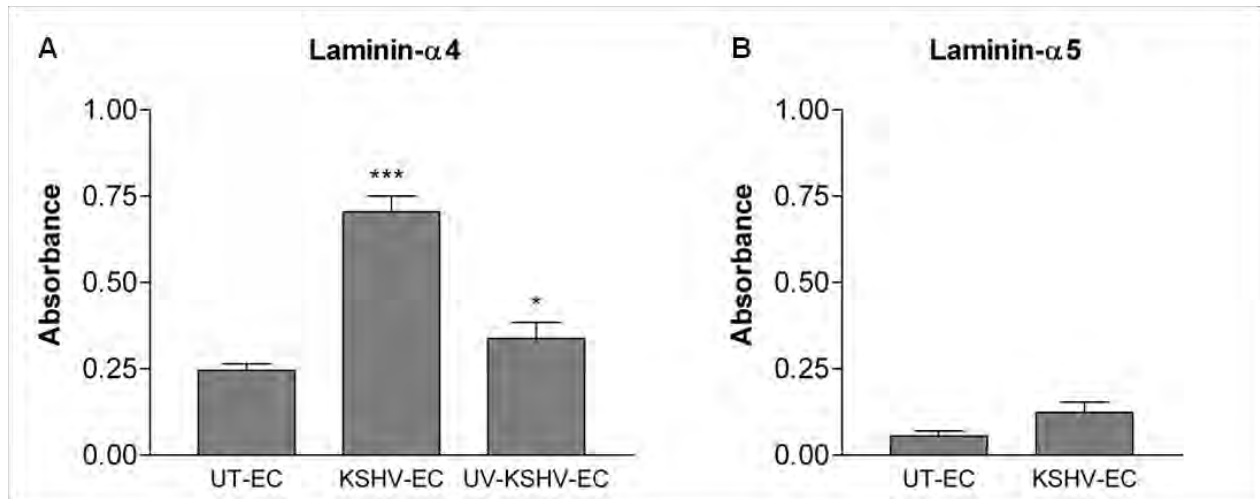 A
Laminin-α4
Absorbance
1.00
0.75
0.50
0.25
0.00
***
*
UT-EC
KSHV-EC
UV-KSHV-EC
B
Laminin-α5
Absorbance
1.00
0.75
0.50
0.25
0.00
UT-EC
KSHV-EC